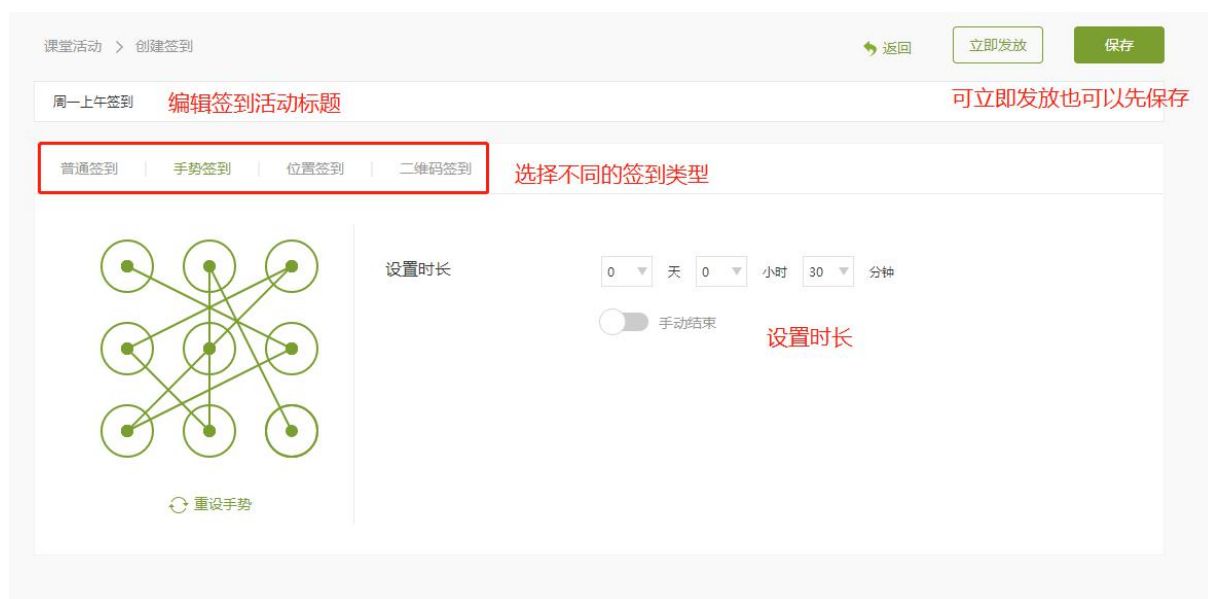 课堂活动 > 创建签到 返回 立即发放 保存
周一上午签到 编辑签到活动标题 可立即发放也可以先保存
普通签到 手势签到 位置签到 二维码签到 选择不同的签到类型
设置时长 0 天 0 小时 30 分钟
手动结束 设置时长
重设手势